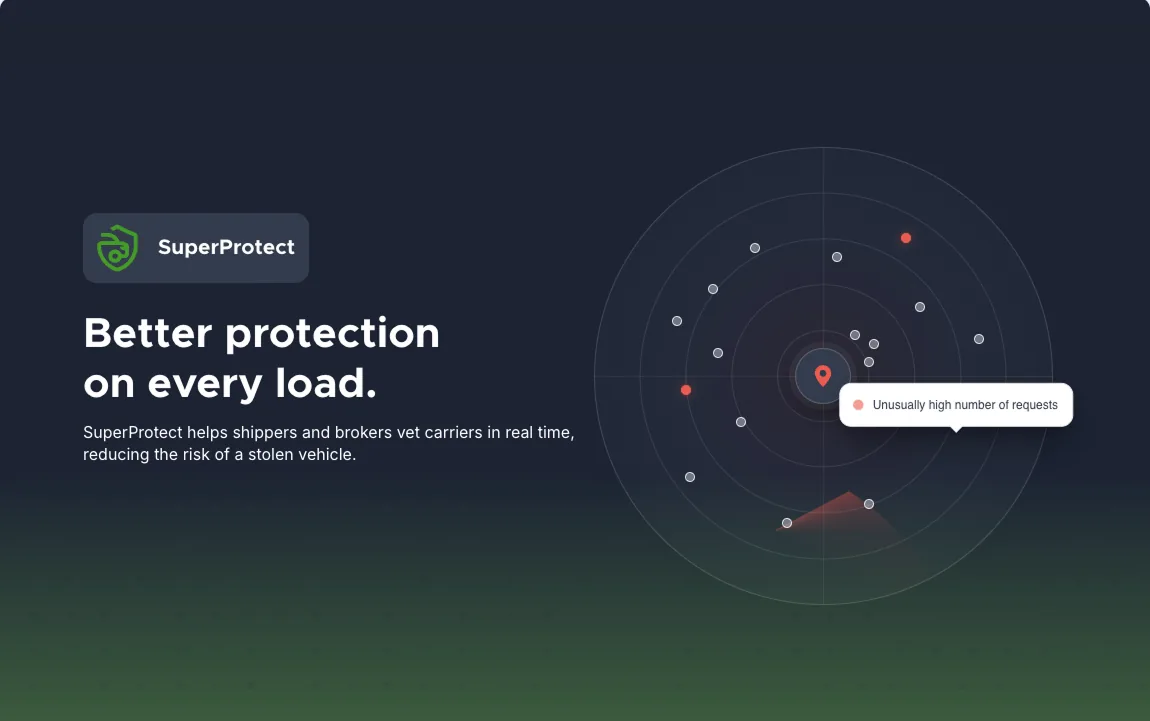 SuperProtect
Better protection
on every load.
SuperProtect helps shippers and brokers vet carriers in real time,
reducing the risk of a stolen vehicle.
Unusually high number of requests